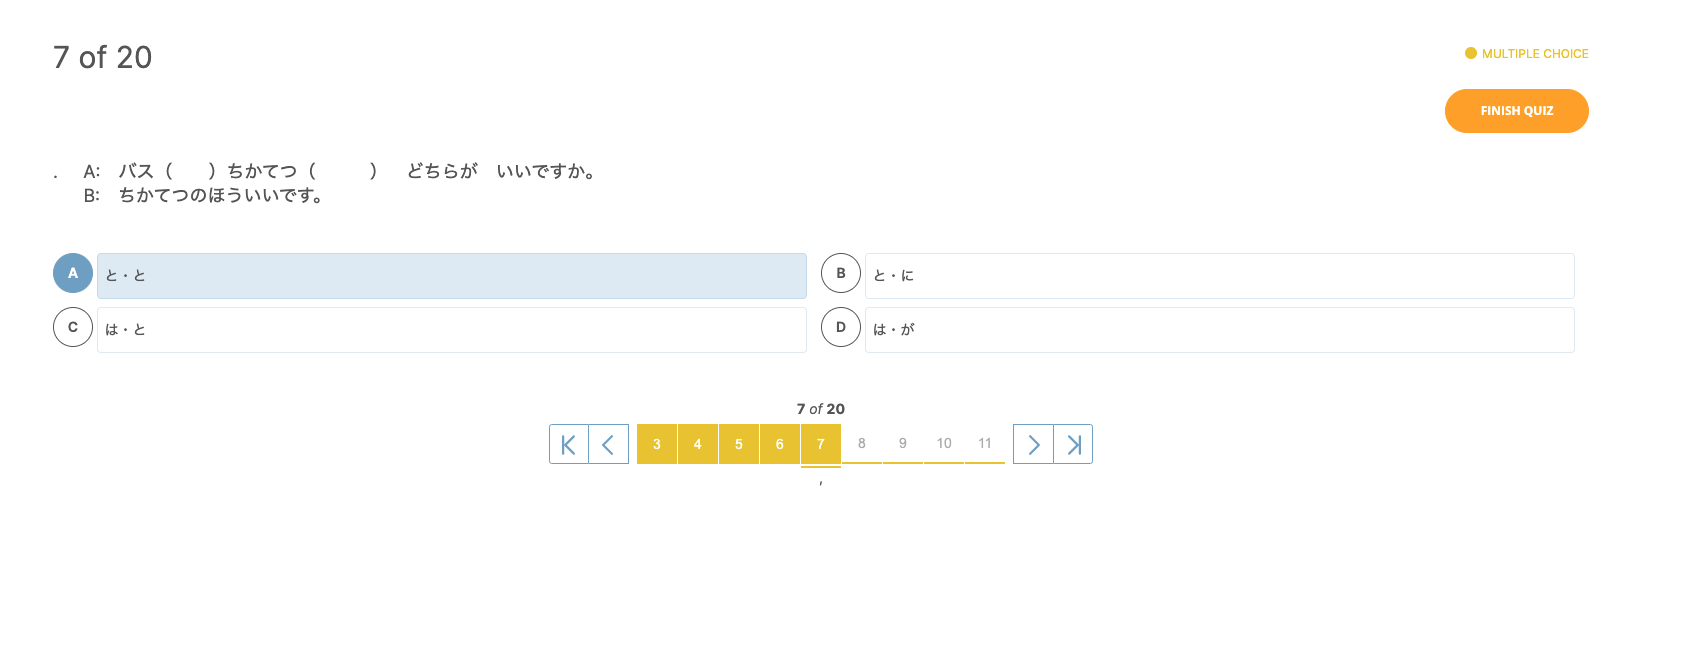 7 of 20
MULTIPLE CHOICE
FINISH QUIZ
. A: バス（　　）ちかてつ（　　　）　どちらが　いいですか。
B: ちかてつのほういいです。
A と・と
B と・に
C は・と
D は・が
7 of 20
3 4 5 6 7 8 9 10 11
,